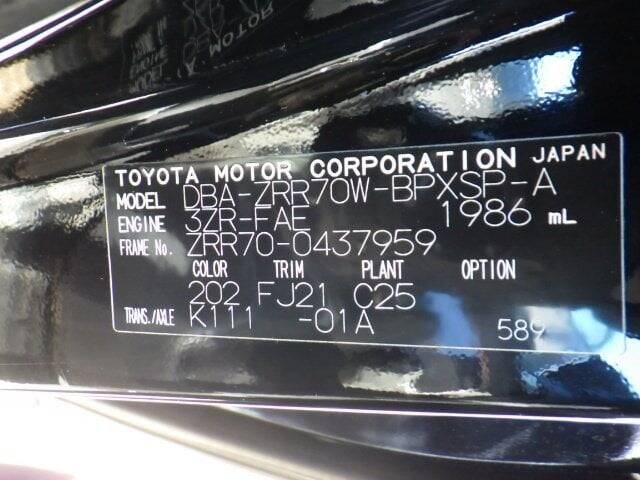 TOYOTA MOTOR CORPORATION JAPAN
MODEL DBA-ZRR70W-BPXSP-A
ENGINE 3ZR-FAE 1986 mL
FRAME No. ZRR70-0437959
COLOR TRIM PLANT OPTION
202 FJ21 C25
TRANS./AXLE K111 -01A
589